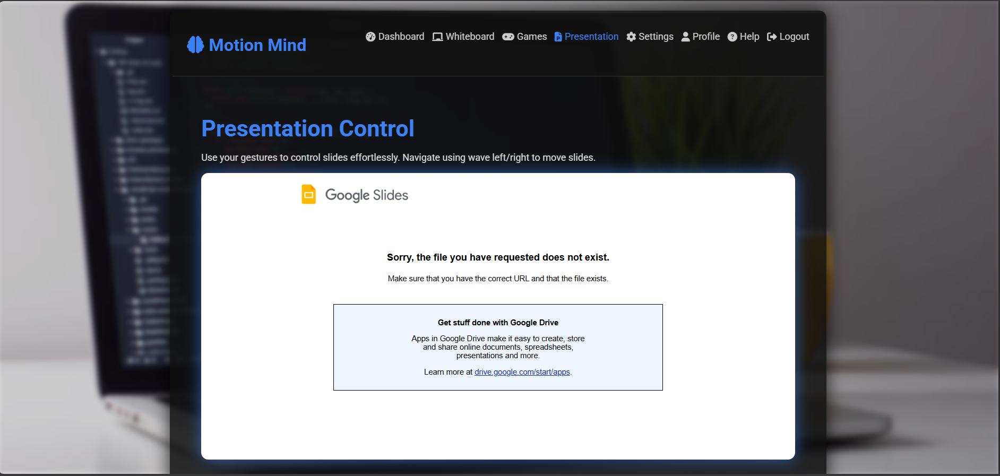 Motion Mind
Dashboard Whiteboard Games Presentation Settings Profile Help Logout
Presentation Control
Use your gestures to control slides effortlessly. Navigate using wave left/right to move slides.
Google Slides
Sorry, the file you have requested does not exist.
Make sure that you have the correct URL and that the file exists.
Get stuff done with Google Drive
Apps in Google Drive make it easy to create, store
and share online documents, spreadsheets,
presentations and more.
Learn more at drive.google.com/start/apps.